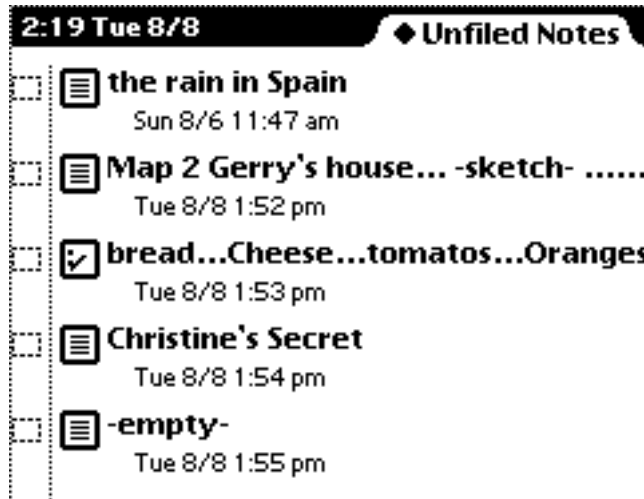 2:19 Tue 8/8
◆Unfiled Notes
the rain in Spain
Sun 8/6 11:47 am
Map 2 Gerry's house... -sketch- ......
Tue 8/8 1:52 pm
bread...Cheese...tomatos...Oranges
Tue 8/8 1:53 pm
Christine's Secret
Tue 8/8 1:54 pm
-empty-
Tue 8/8 1:55 pm